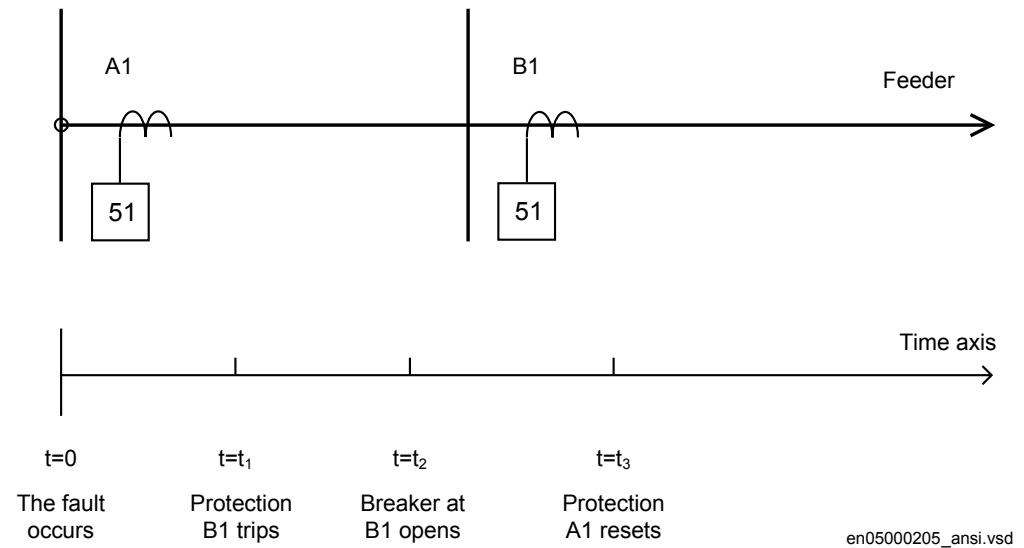 A1
B1
Feeder
51
51
Time axis
t=0
t=t₁
t=t₂
t=t₃
The fault
occurs
Protection
B1 trips
Breaker at
B1 opens
Protection
A1 resets
en05000205_ansi.vsd